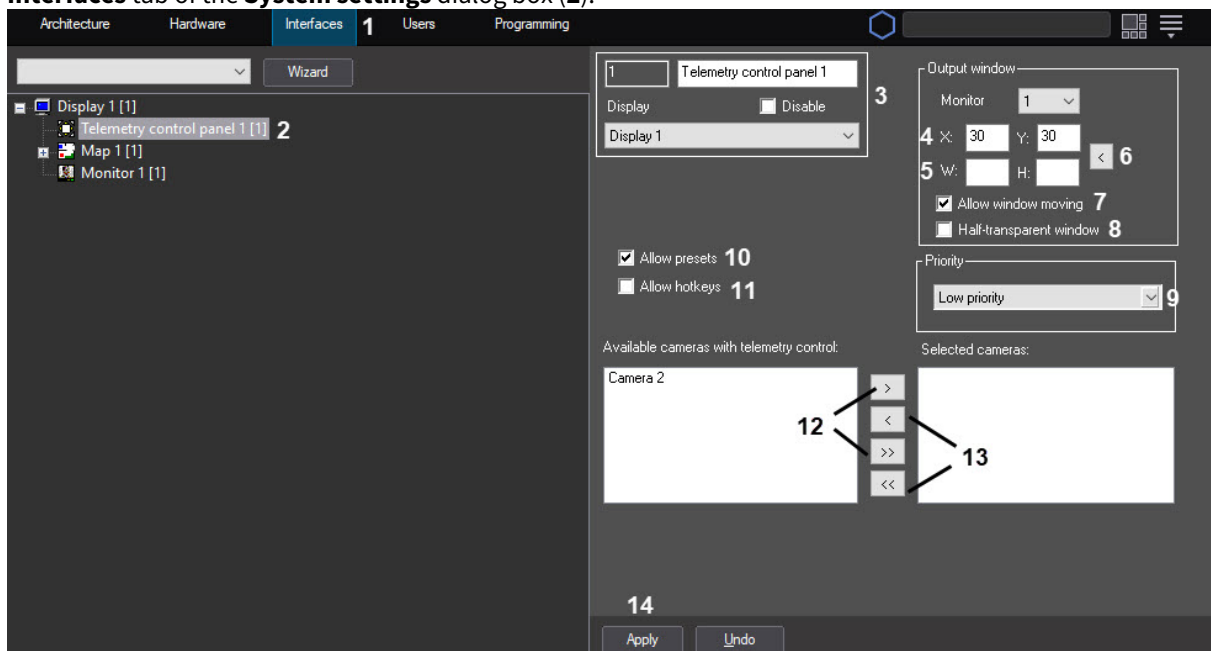 Interfaces tab of the System settings dialog box (2).
Architecture Hardware Interfaces 1 Users Programming
Wizard
1 Telemetry control panel 1
Display Disable 3
Display 1
Display 1 [1]
Telemetry control panel 1 [1] 2
Map 1 [1]
Monitor 1 [1]
Output window
Monitor 1
4 X: 30 Y: 30
< 6
5 W: H:
Allow window moving 7
Half-transparent window 8
Allow presets 10
Allow hotkeys 11
Priority
Low priority 9
Available cameras with telemetry control:
Selected cameras:
Camera 2
>
<
>>
<<
12
13
14
Apply Undo